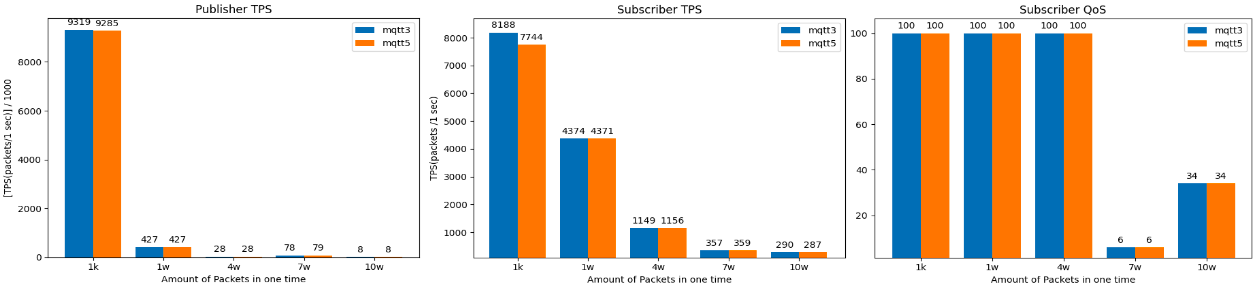 Publisher TPS
9319 9285
mqtt3
mqtt5
8000
6000
4000
2000
0
427 427
28 28
78 79
8 8
1k 1w 4w 7w 10w
[TPS(packets/1 sec)] / 1000
Amount of Packets in one time
Subscriber TPS
8188
7744
mqtt3
mqtt5
8000
7000
6000
5000
4000
3000
2000
1000
4374 4371
1149 1156
357 359
290 287
1k 1w 4w 7w 10w
TPS(packets /1 sec)
Amount of Packets in one time
Subscriber QoS
100 100 100 100 100 100
mqtt3
mqtt5
100
80
60
40
20
6 6
34 34
1k 1w 4w 7w 10w
Amount of Packets in one time